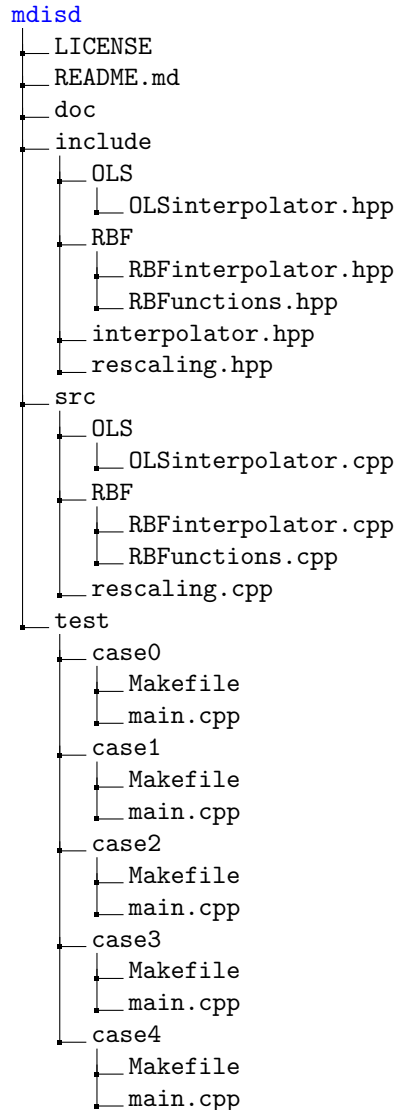 mdisd
LICENSE
README.md
doc
include
OLS
OLSinterpolator.hpp
RBF
RBFinterpolator.hpp
RBFunctions.hpp
interpolator.hpp
rescaling.hpp
src
OLS
OLSinterpolator.cpp
RBF
RBFinterpolator.cpp
RBFunctions.cpp
rescaling.cpp
test
case0
Makefile
main.cpp
case1
Makefile
main.cpp
case2
Makefile
main.cpp
case3
Makefile
main.cpp
case4
Makefile
main.cpp